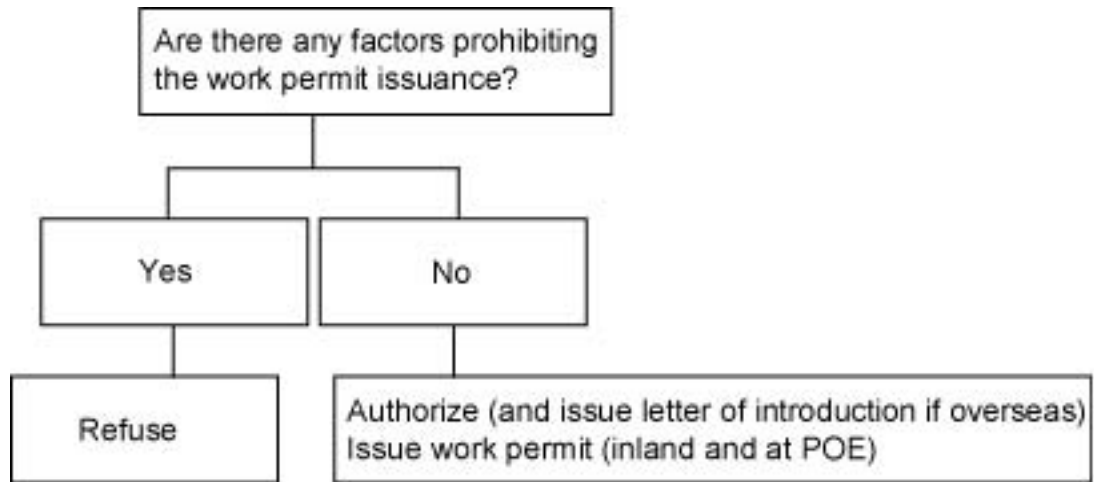 Are there any factors prohibiting
the work permit issuance?
Yes
No
Refuse
Authorize (and issue letter of introduction if overseas)
Issue work permit (inland and at POE)